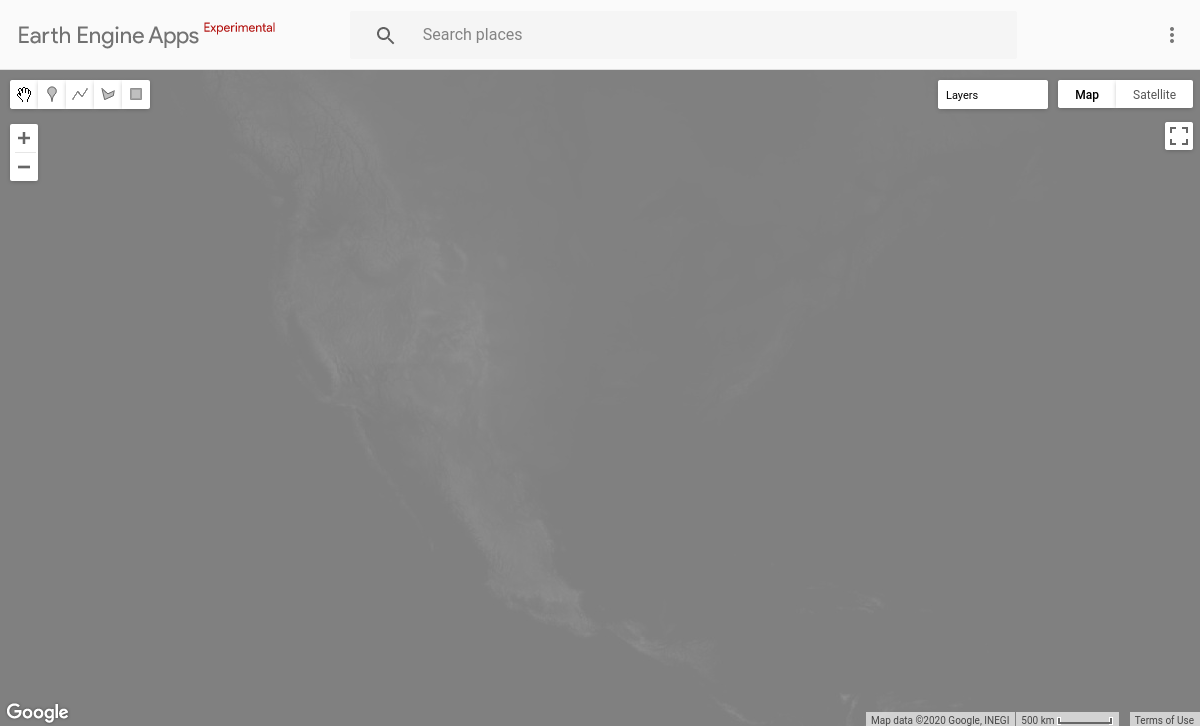 Earth Engine Apps Experimental
Search places
Layers
Map
Satellite
Google
Map data ©2020 Google, INEGI
500 km
Terms of Use